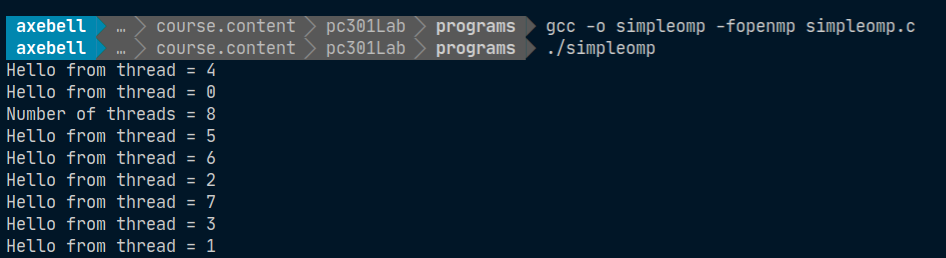 axebell … course.content pc301Lab programs gcc -o simpleomp -fopenmp simpleomp.c
axebell … course.content pc301Lab programs ./simpleomp
Hello from thread = 4
Hello from thread = 0
Number of threads = 8
Hello from thread = 5
Hello from thread = 6
Hello from thread = 2
Hello from thread = 7
Hello from thread = 3
Hello from thread = 1